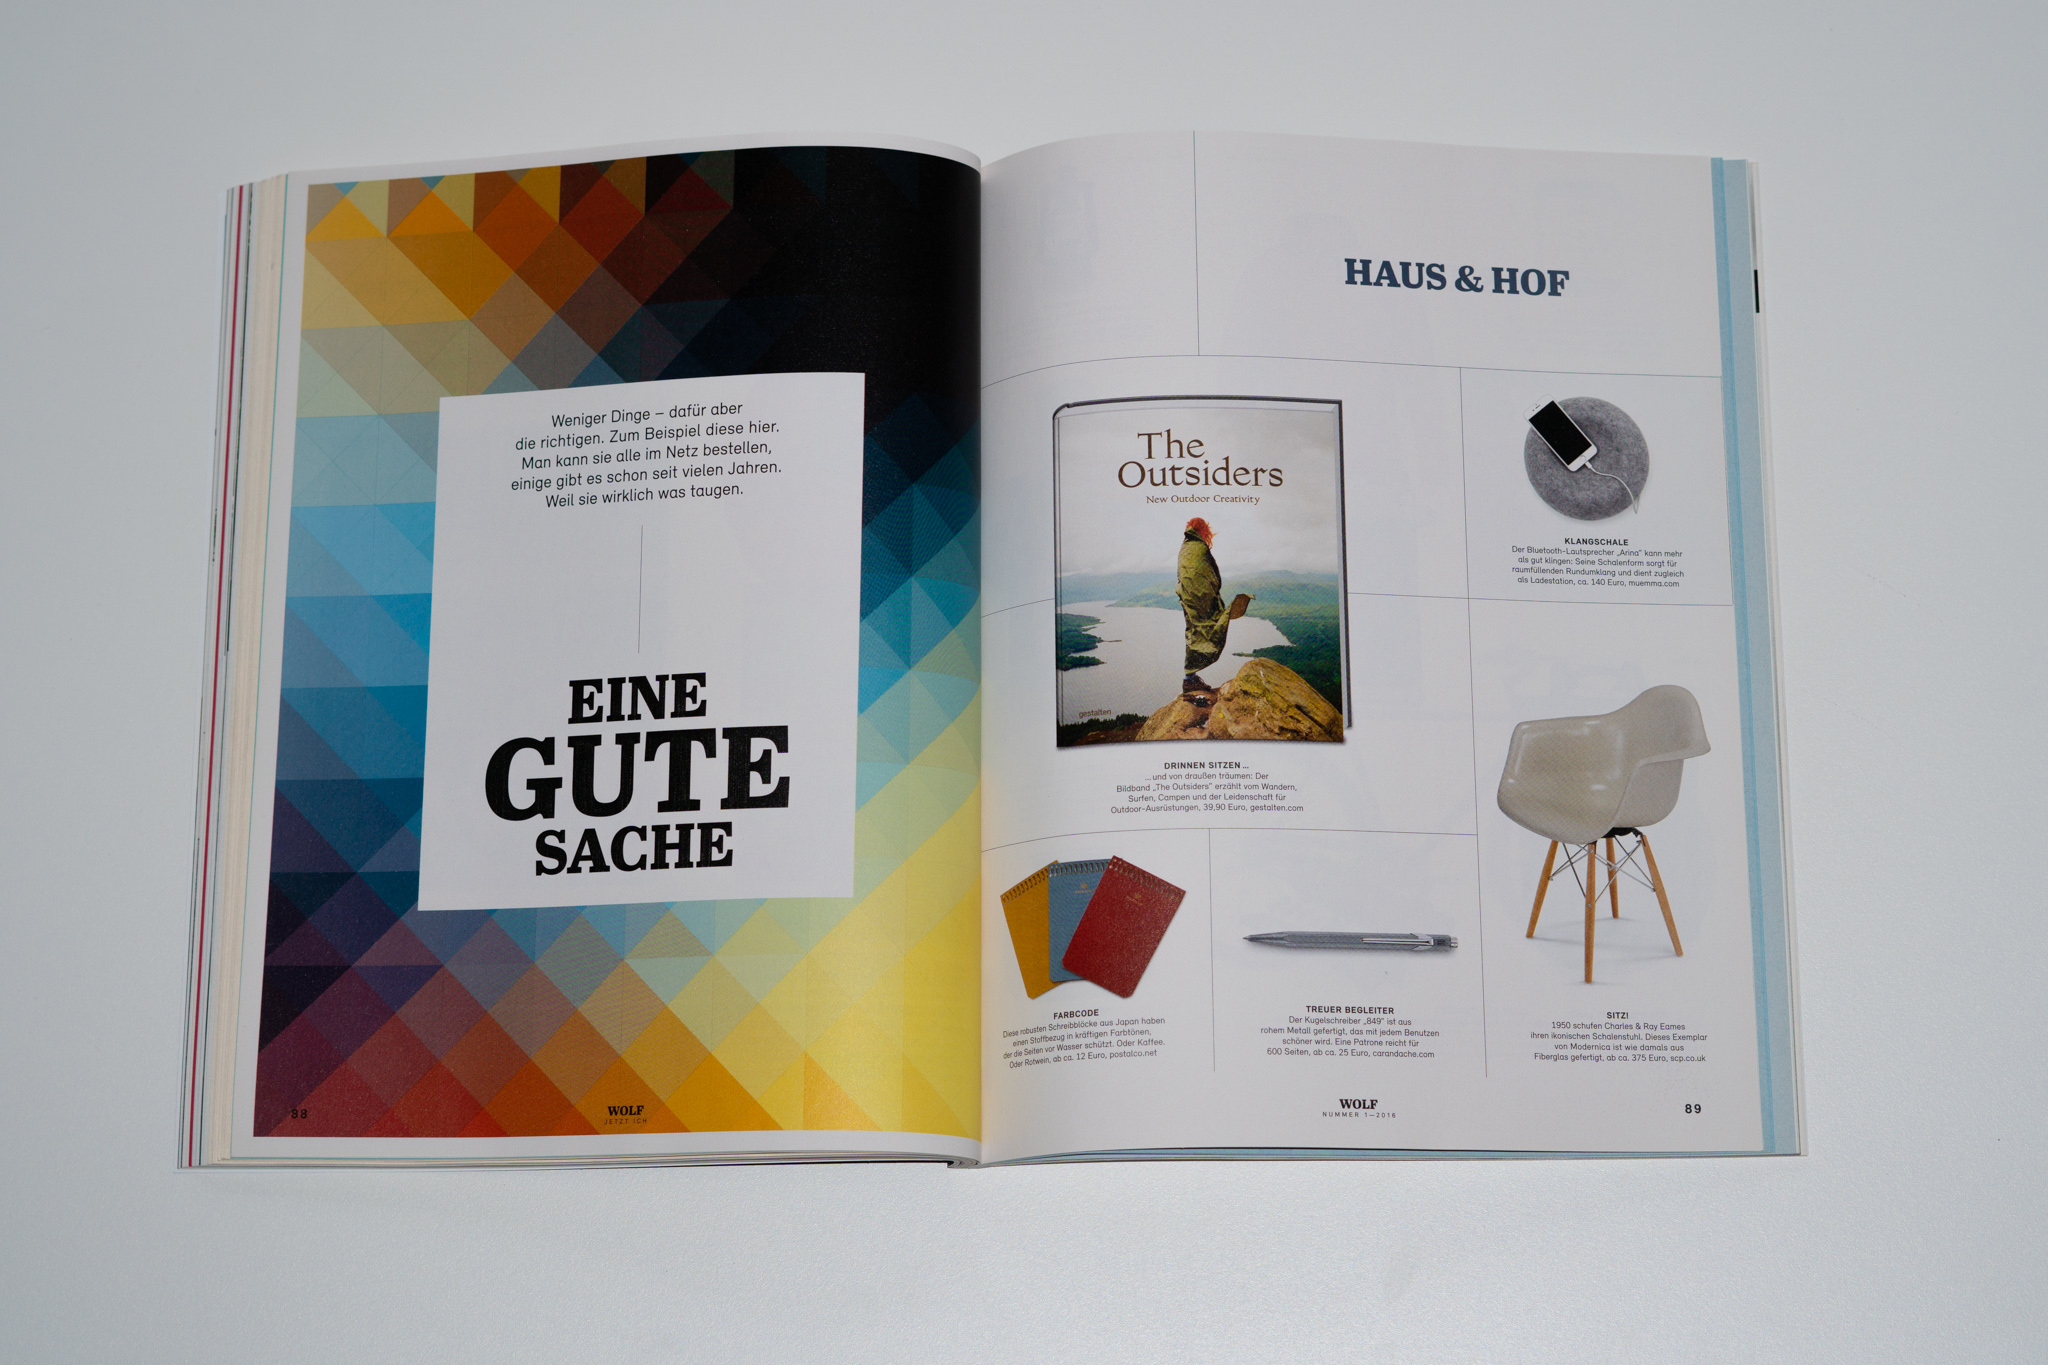 Weniger Dinge – dafür aber
die richtigen. Zum Beispiel diese hier.
Man kann sie alle im Netz bestellen,
einige gibt es schon seit vielen Jahren.
Weil sie wirklich was taugen.
EINE
GUTE
SACHE
88
WOLF
JETZT ICH
HAUS & HOF
The
Outsiders
New Outdoor Creativity
gestalten
DRINNEN SITZEN ...
... und von draußen träumen: Der
Bildband „The Outsiders“ erzählt vom Wandern,
Surfen, Campen und der Leidenschaft für
Outdoor-Ausrüstungen, 39,90 Euro, gestalten.com
KLANGSCHALE
Der Bluetooth-Lautsprecher „Arina“ kann mehr
als gut klingen: Seine Schalenform sorgt für
raumfüllenden Rundumklang und dient zugleich
als Ladestation, ca. 140 Euro, muemma.com
FARBCODE
Diese robusten Schreibblöcke aus Japan haben
einen Stoffbezug in kräftigen Farbtönen,
der die Seiten vor Wasser schützt. Oder Kaffee.
Oder Rotwein, ab ca. 12 Euro, postalco.net
TREUER BEGLEITER
Der Kugelschreiber „849“ ist aus
rohem Metall gefertigt, das mit jedem Benutzen
schöner wird. Eine Patrone reicht für
600 Seiten, ab ca. 25 Euro, carandache.com
SITZ!
1950 schufen Charles & Ray Eames
ihren ikonischen Schalenstuhl. Dieses Exemplar
von Modernica ist wie damals aus
Fiberglas gefertigt, ab ca. 375 Euro, scp.co.uk
WOLF
NUMMER 1—2016
89